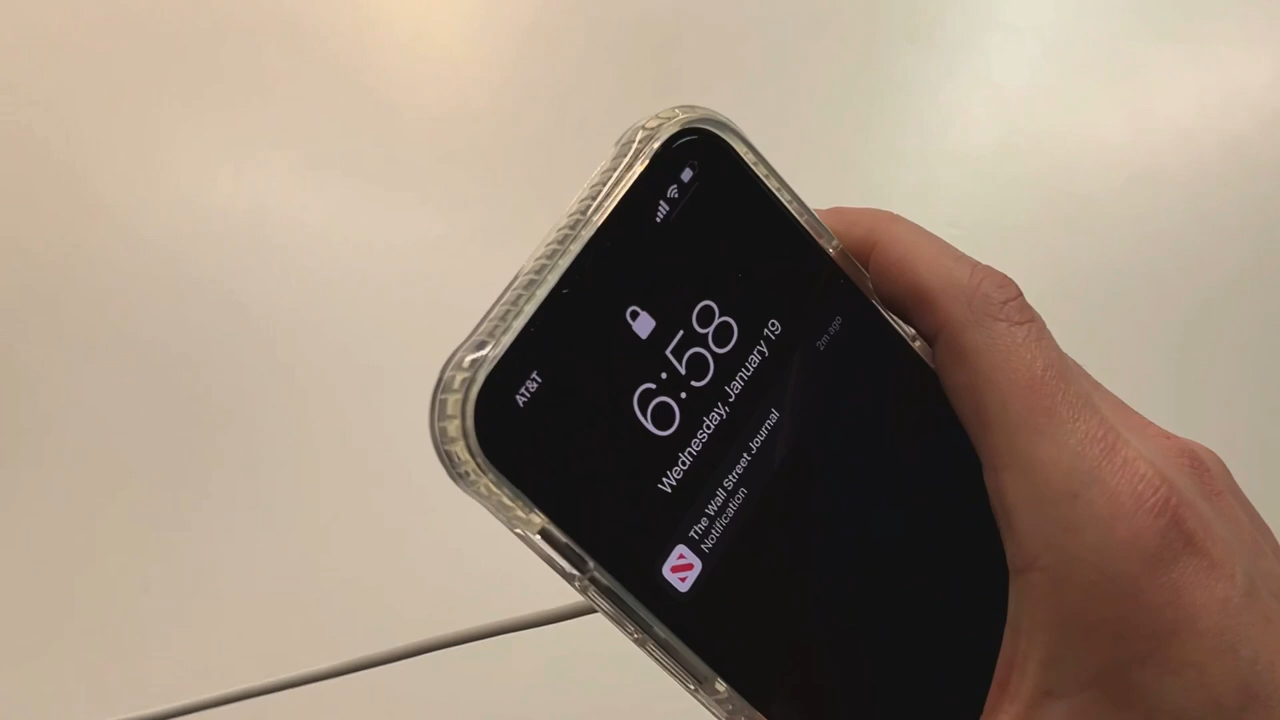 AT&T
6:58
Wednesday, January 19
The Wall Street Journal
2m ago
Notification